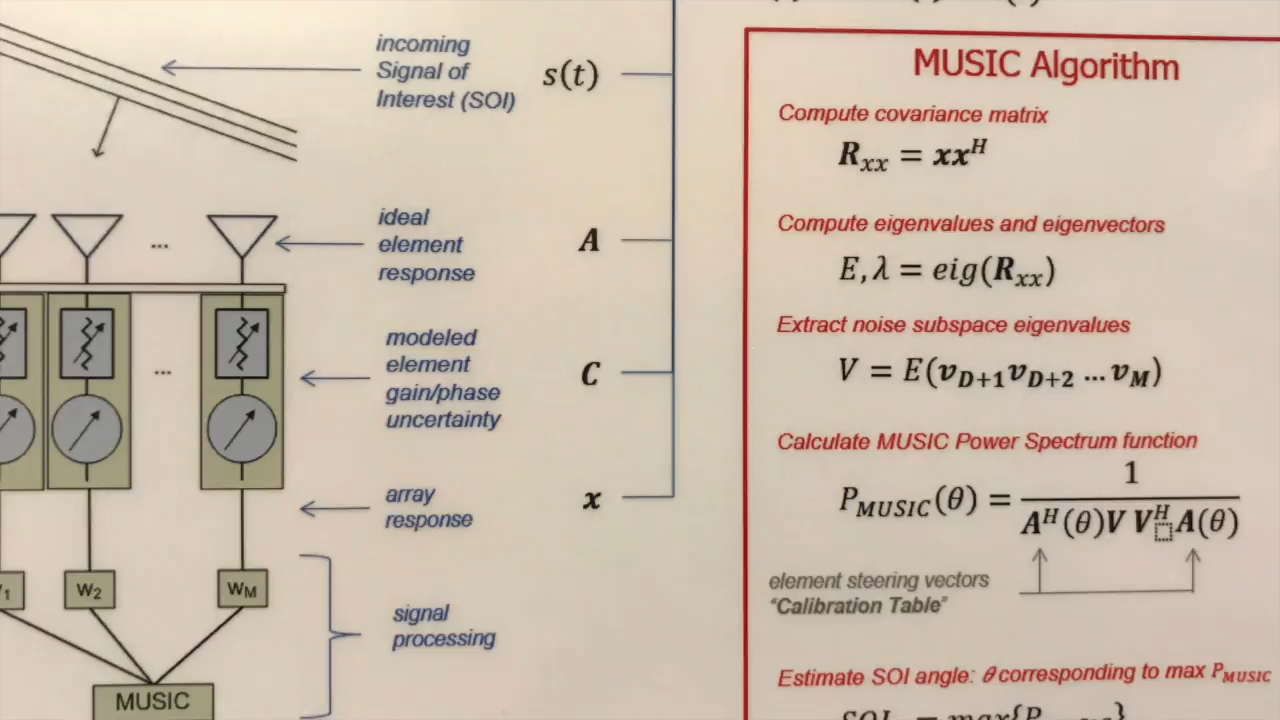 incoming
Signal of
Interest (SOI)
s(t)
ideal
element
response
A
...
modeled
element
gain/phase
uncertainty
C
...
array
response
x
W2
WM
signal
processing
MUSIC
MUSIC Algorithm
Compute covariance matrix
Rxx = xx^H
Compute eigenvalues and eigenvectors
E, λ = eig(Rxx)
Extract noise subspace eigenvalues
V = E(vD+1 vD+2 ... vM)
Calculate MUSIC Power Spectrum function
PMUSIC(θ) = 1 / A^H(θ)V V^H A(θ)
element steering vectors
“Calibration Table”
Estimate SOI angle: θ corresponding to max PMUSIC